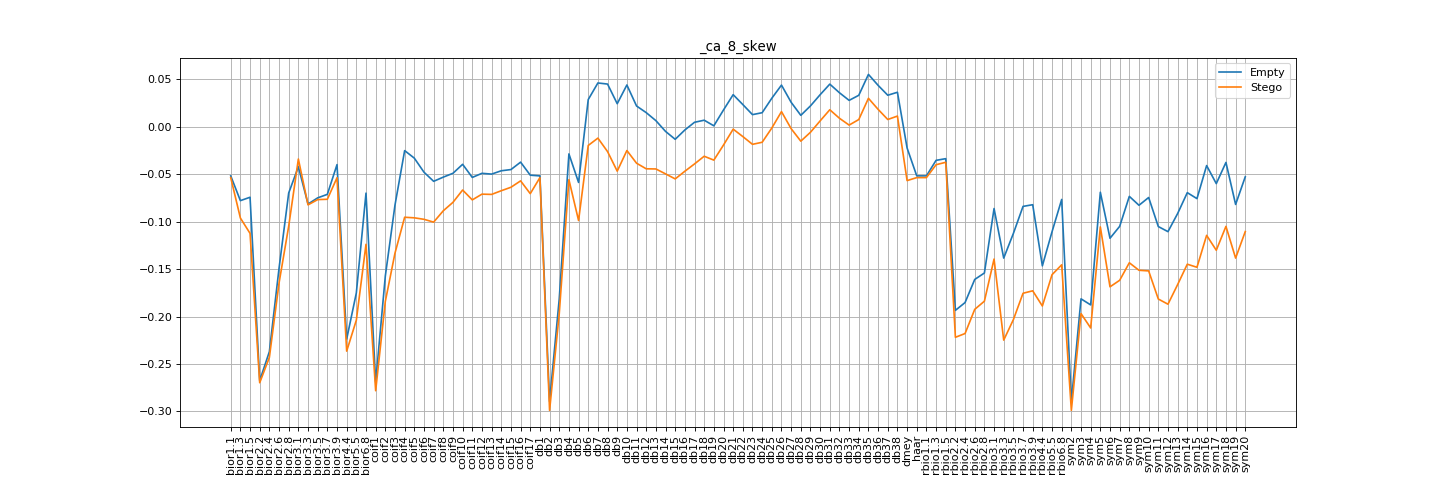 _ca_8_skew
Empty
Stego
0.05
0.00
−0.05
−0.10
−0.15
−0.20
−0.25
−0.30
bior1.1
bior1.3
bior1.5
bior2.2
bior2.4
bior2.6
bior2.8
bior3.1
bior3.3
bior3.5
bior3.7
bior3.9
bior4.4
bior5.5
bior6.8
coif1
coif2
coif3
coif4
coif5
coif6
coif7
coif8
coif9
coif10
coif11
coif12
coif13
coif14
coif15
coif16
coif17
db1
db2
db3
db4
db5
db6
db7
db8
db9
db10
db11
db12
db13
db14
db15
db16
db17
db18
db19
db20
db21
db22
db23
db24
db25
db26
db27
db28
db29
db30
db31
db32
db33
db34
db35
db36
db37
db38
dmey
haar
rbio1.1
rbio1.3
rbio1.5
rbio2.2
rbio2.4
rbio2.6
rbio2.8
rbio3.1
rbio3.3
rbio3.5
rbio3.7
rbio3.9
rbio4.4
rbio5.5
rbio6.8
sym2
sym3
sym4
sym5
sym6
sym7
sym8
sym9
sym10
sym11
sym12
sym13
sym14
sym15
sym16
sym17
sym18
sym19
sym20